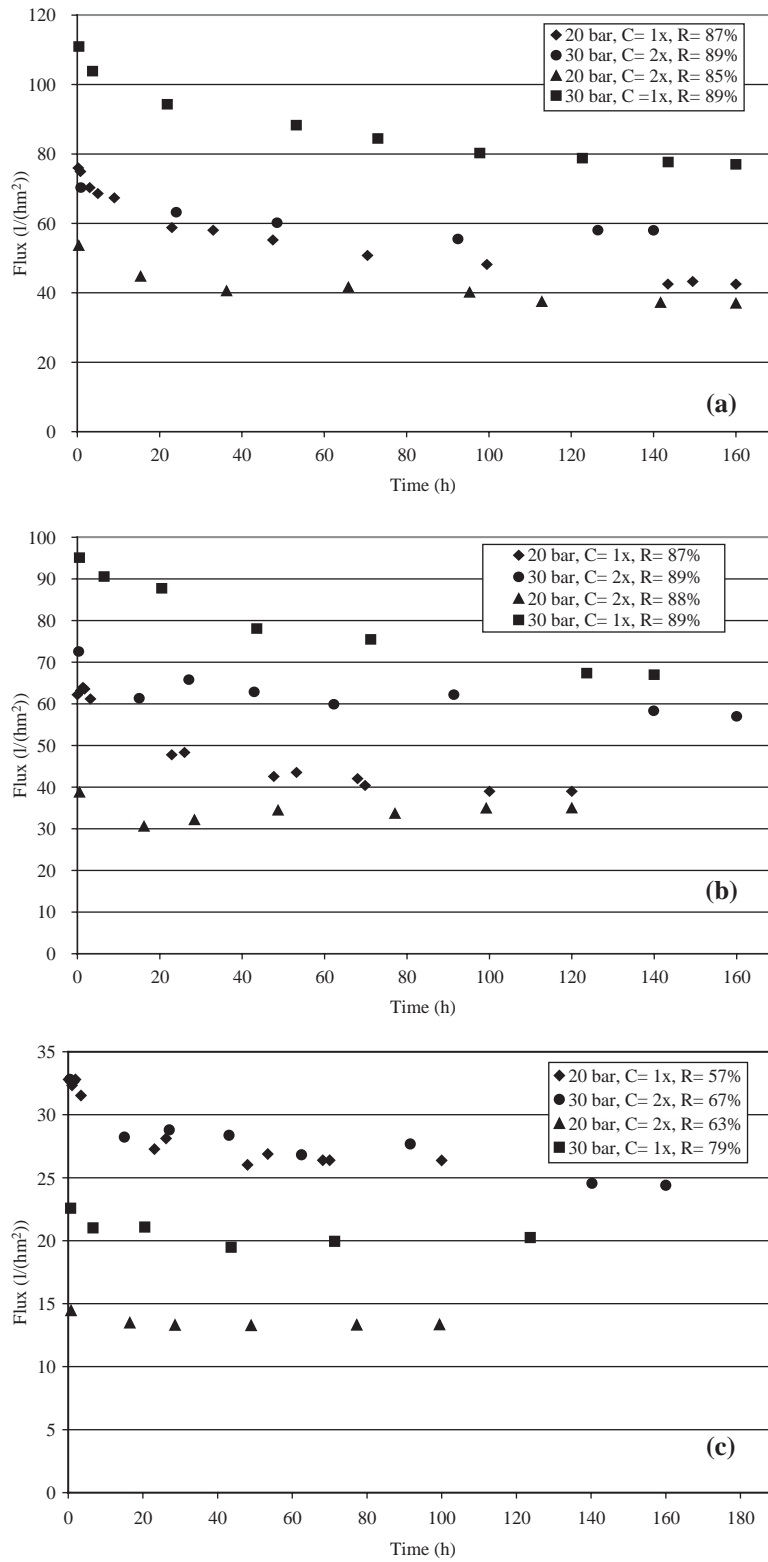 120
100
80
60
40
20
0
Flux (l/(hm²))
20 bar, C= 1x, R= 87%
30 bar, C= 2x, R= 89%
20 bar, C= 2x, R= 85%
30 bar, C =1x, R= 89%
(a)
0 20 40 60 80 100 120 140 160
Time (h)
100
90
80
70
60
50
40
30
20
10
0
Flux (l/(hm²))
20 bar, C= 1x, R= 87%
30 bar, C= 2x, R= 89%
20 bar, C= 2x, R= 88%
30 bar, C= 1x, R= 89%
(b)
0 20 40 60 80 100 120 140 160
Time (h)
35
30
25
20
15
10
5
0
Flux (l/(hm²))
20 bar, C= 1x, R= 57%
30 bar, C= 2x, R= 67%
20 bar, C= 2x, R= 63%
30 bar, C= 1x, R= 79%
(c)
0 20 40 60 80 100 120 140 160 180
Time (h)